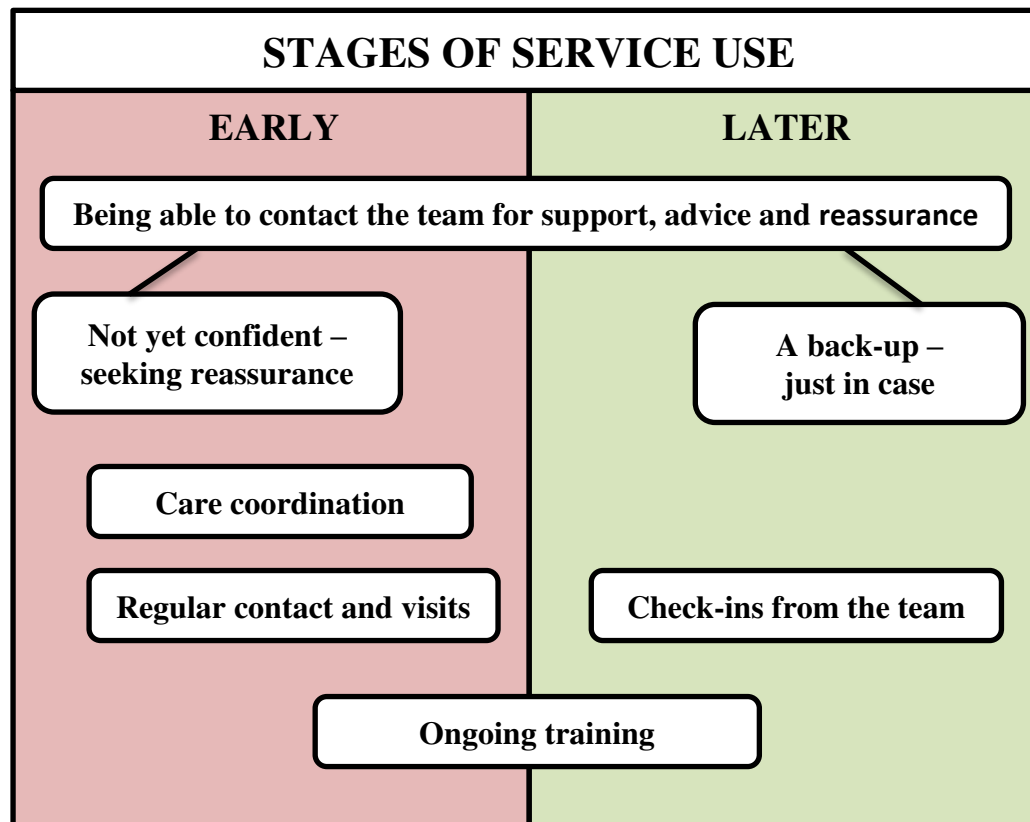 STAGES OF SERVICE USE
EARLY
LATER
Being able to contact the team for support, advice and reassurance
Not yet confident –
seeking reassurance
A back-up –
just in case
Care coordination
Regular contact and visits
Check-ins from the team
Ongoing training